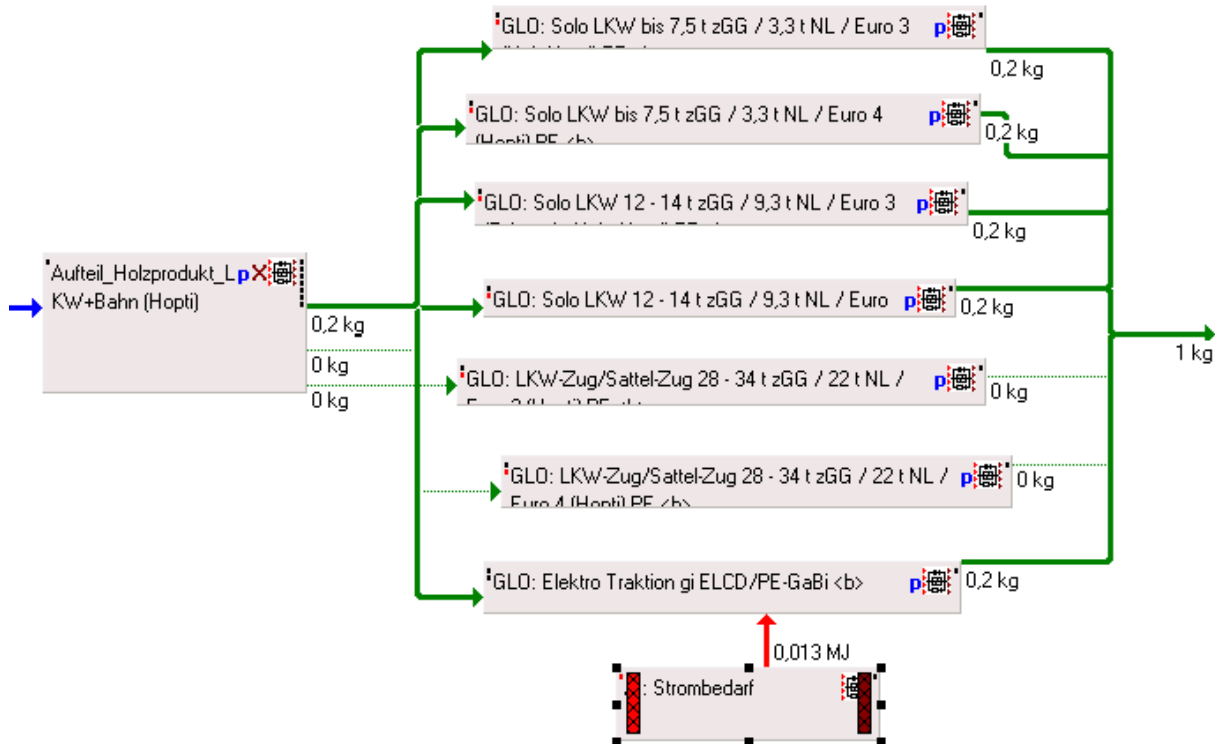 GLO: Solo LKW bis 7,5 t zGG / 3,3 t NL / Euro 3
p
0,2 kg
GLO: Solo LKW bis 7,5 t zGG / 3,3 t NL / Euro 4
(Hopti) PE <b>
p
0,2 kg
GLO: Solo LKW 12 - 14 t zGG / 9,3 t NL / Euro 3
p
0,2 kg
Aufteil_Holzprodukt_L
KW+Bahn (Hopti)
pX
0,2 kg
0 kg
0 kg
GLO: Solo LKW 12 - 14 t zGG / 9,3 t NL / Euro
p
0,2 kg
1 kg
GLO: LKW-Zug/Sattel-Zug 28 - 34 t zGG / 22 t NL /
p
0 kg
GLO: LKW-Zug/Sattel-Zug 28 - 34 t zGG / 22 t NL /
Euro 4 (Hopti) PE <b>
p
0 kg
GLO: Elektro Traktion gi ELCD/PE-GaBi <b>
p
0,2 kg
0,013 MJ
: Strombedarf